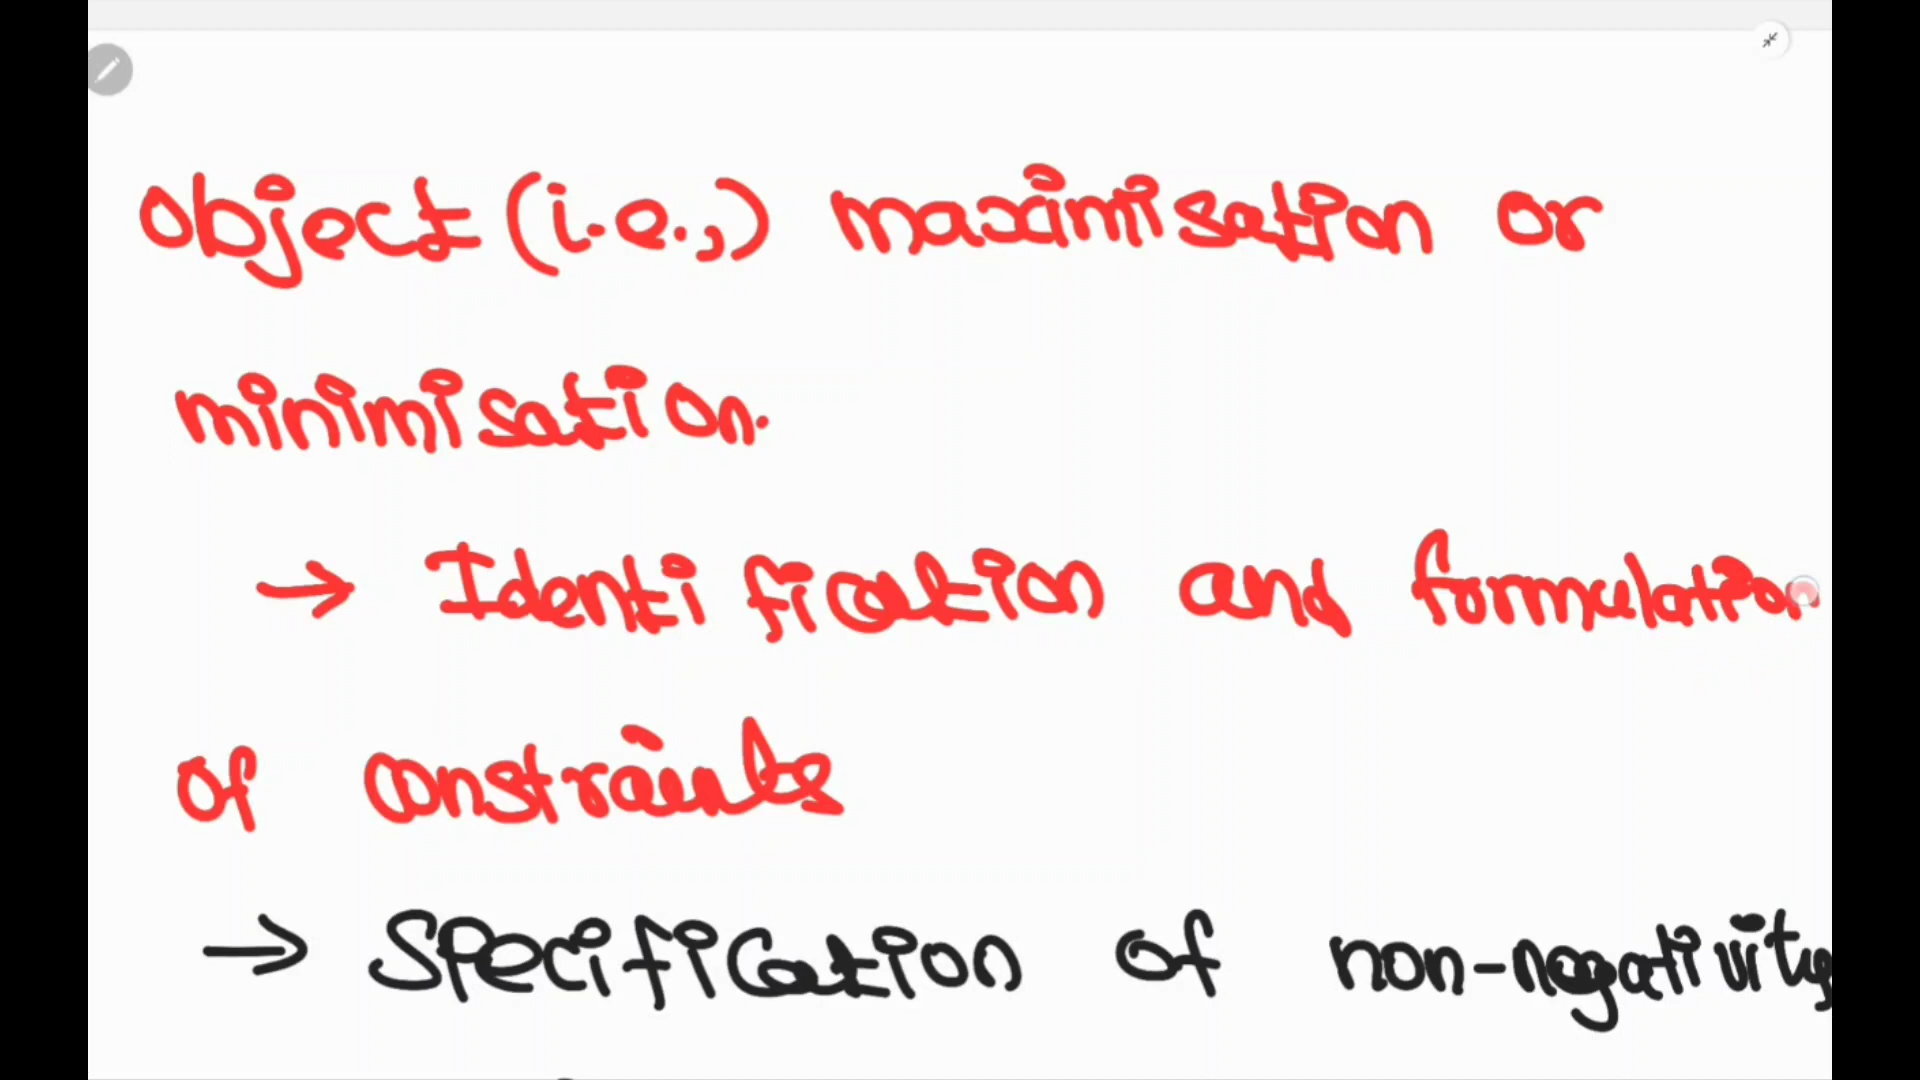 object (i.e.,) maximisation or
minimisation.
→ Identification and formulation
of constraints
→ Specification of non-negativity